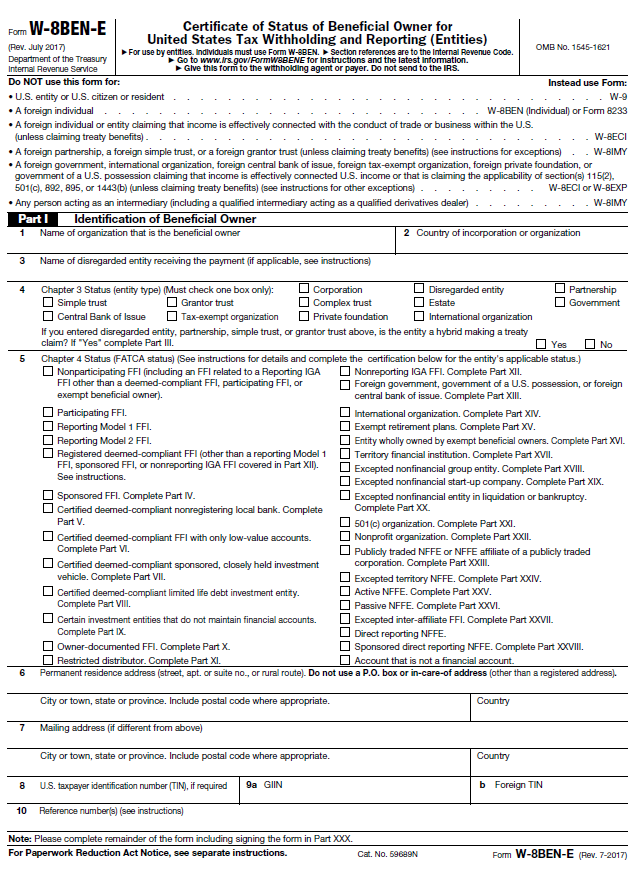 Form W-8BEN-E
(Rev. July 2017)
Department of the Treasury
Internal Revenue Service
Certificate of Status of Beneficial Owner for
United States Tax Withholding and Reporting (Entities)
▶ For use by entities. Individuals must use Form W-8BEN. ▶ Section references are to the Internal Revenue Code.
▶ Go to www.irs.gov/FormW8BENE for instructions and the latest information.
▶ Give this form to the withholding agent or payer. Do not send to the IRS.
OMB No. 1545-1621
Do NOT use this form for: Instead use Form:
• U.S. entity or U.S. citizen or resident . . . . . . . . . . . . . . . . . . . . . . W-9
• A foreign individual . . . . . . . . . . . . . . . . . . . . W-8BEN (Individual) or Form 8233
• A foreign individual or entity claiming that income is effectively connected with the conduct of trade or business within the U.S.
(unless claiming treaty benefits) . . . . . . . . . . . . . . . . . . . . . . W-8ECI
• A foreign partnership, a foreign simple trust, or a foreign grantor trust (unless claiming treaty benefits) (see instructions for exceptions) . . W-8IMY
• A foreign government, international organization, foreign central bank of issue, foreign tax-exempt organization, foreign private foundation, or
government of a U.S. possession claiming that income is effectively connected U.S. income or that is claiming the applicability of section(s) 115(2),
501(c), 892, 895, or 1443(b) (unless claiming treaty benefits) (see instructions for other exceptions) . . . . . . . . W-8ECI or W-8EXP
• Any person acting as an intermediary (including a qualified intermediary acting as a qualified derivatives dealer) . . . . . . . . . W-8IMY
Part I Identification of Beneficial Owner
1 Name of organization that is the beneficial owner
2 Country of incorporation or organization
3 Name of disregarded entity receiving the payment (if applicable, see instructions)
4 Chapter 3 Status (entity type) (Must check one box only): Corporation Disregarded entity Partnership
Simple trust Grantor trust Complex trust Estate Government
Central Bank of Issue Tax-exempt organization Private foundation International organization
If you entered disregarded entity, partnership, simple trust, or grantor trust above, is the entity a hybrid making a treaty
claim? If "Yes" complete Part III. Yes No
5 Chapter 4 Status (FATCA status) (See instructions for details and complete the certification below for the entity's applicable status.)
Nonparticipating FFI (including an FFI related to a Reporting IGA
FFI other than a deemed-compliant FFI, participating FFI, or
exempt beneficial owner).
Participating FFI.
Reporting Model 1 FFI.
Reporting Model 2 FFI.
Registered deemed-compliant FFI (other than a reporting Model 1
FFI, sponsored FFI, or nonreporting IGA FFI covered in Part XII).
See instructions.
Sponsored FFI. Complete Part IV.
Certified deemed-compliant nonregistering local bank. Complete
Part V.
Certified deemed-compliant FFI with only low-value accounts.
Complete Part VI.
Certified deemed-compliant sponsored, closely held investment
vehicle. Complete Part VII.
Certified deemed-compliant limited life debt investment entity.
Complete Part VIII.
Certain investment entities that do not maintain financial accounts.
Complete Part IX.
Owner-documented FFI. Complete Part X.
Restricted distributor. Complete Part XI.
Nonreporting IGA FFI. Complete Part XII.
Foreign government, government of a U.S. possession, or foreign
central bank of issue. Complete Part XIII.
International organization. Complete Part XIV.
Exempt retirement plans. Complete Part XV.
Entity wholly owned by exempt beneficial owners. Complete Part XVI.
Territory financial institution. Complete Part XVII.
Excepted nonfinancial group entity. Complete Part XVIII.
Excepted nonfinancial start-up company. Complete Part XIX.
Excepted nonfinancial entity in liquidation or bankruptcy.
Complete Part XX.
501(c) organization. Complete Part XXI.
Nonprofit organization. Complete Part XXII.
Publicly traded NFFE or NFFE affiliate of a publicly traded
corporation. Complete Part XXIII.
Excepted territory NFFE. Complete Part XXIV.
Active NFFE. Complete Part XXV.
Passive NFFE. Complete Part XXVI.
Excepted inter-affiliate FFI. Complete Part XXVII.
Direct reporting NFFE.
Sponsored direct reporting NFFE. Complete Part XXVIII.
Account that is not a financial account.
6 Permanent residence address (street, apt. or suite no., or rural route). Do not use a P.O. box or in-care-of address (other than a registered address).
City or town, state or province. Include postal code where appropriate. Country
7 Mailing address (if different from above)
City or town, state or province. Include postal code where appropriate. Country
8 U.S. taxpayer identification number (TIN), if required 9a GIIN b Foreign TIN
10 Reference number(s) (see instructions)
Note: Please complete remainder of the form including signing the form in Part XXX.
For Paperwork Reduction Act Notice, see separate instructions. Cat. No. 59689N Form W-8BEN-E (Rev. 7-2017)